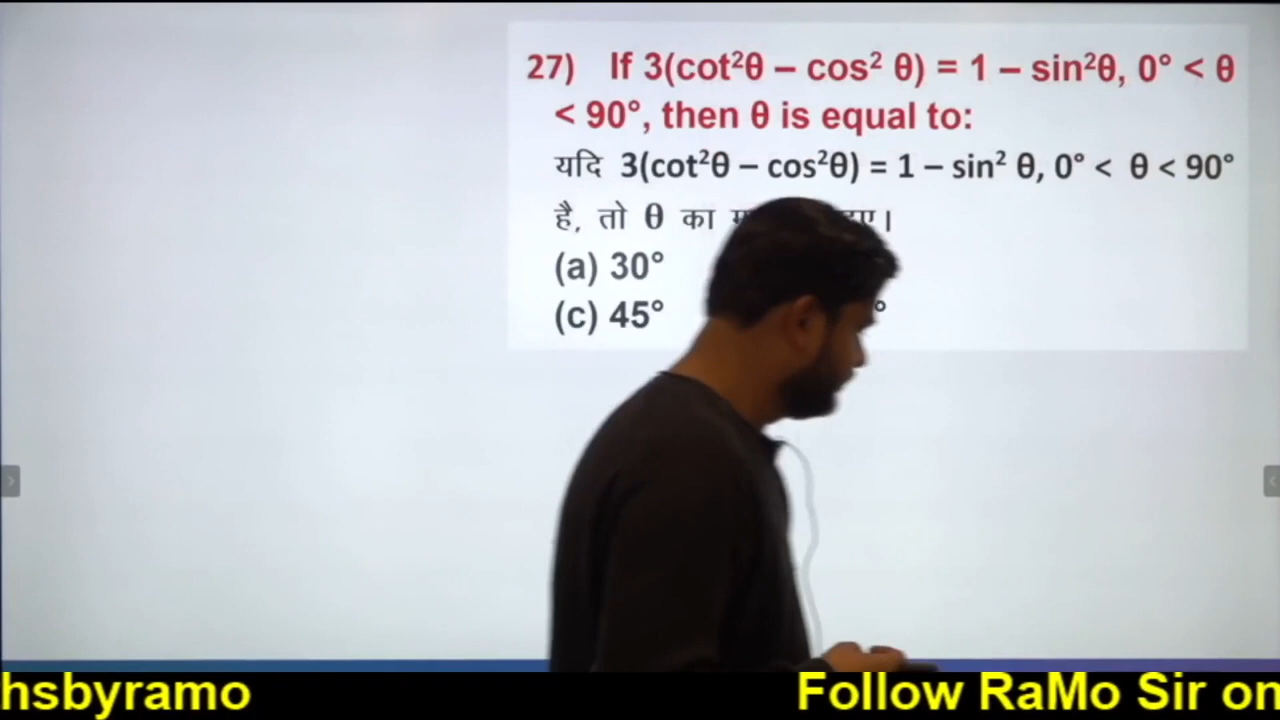 27) If 3(cot²θ – cos² θ) = 1 – sin²θ, 0° < θ
< 90°, then θ is equal to:
यदि 3(cot²θ – cos²θ) = 1 – sin² θ, 0° < θ < 90°
है, तो θ का
(a) 30°
(c) 45°
hsbyramo Follow RaMo Sir on